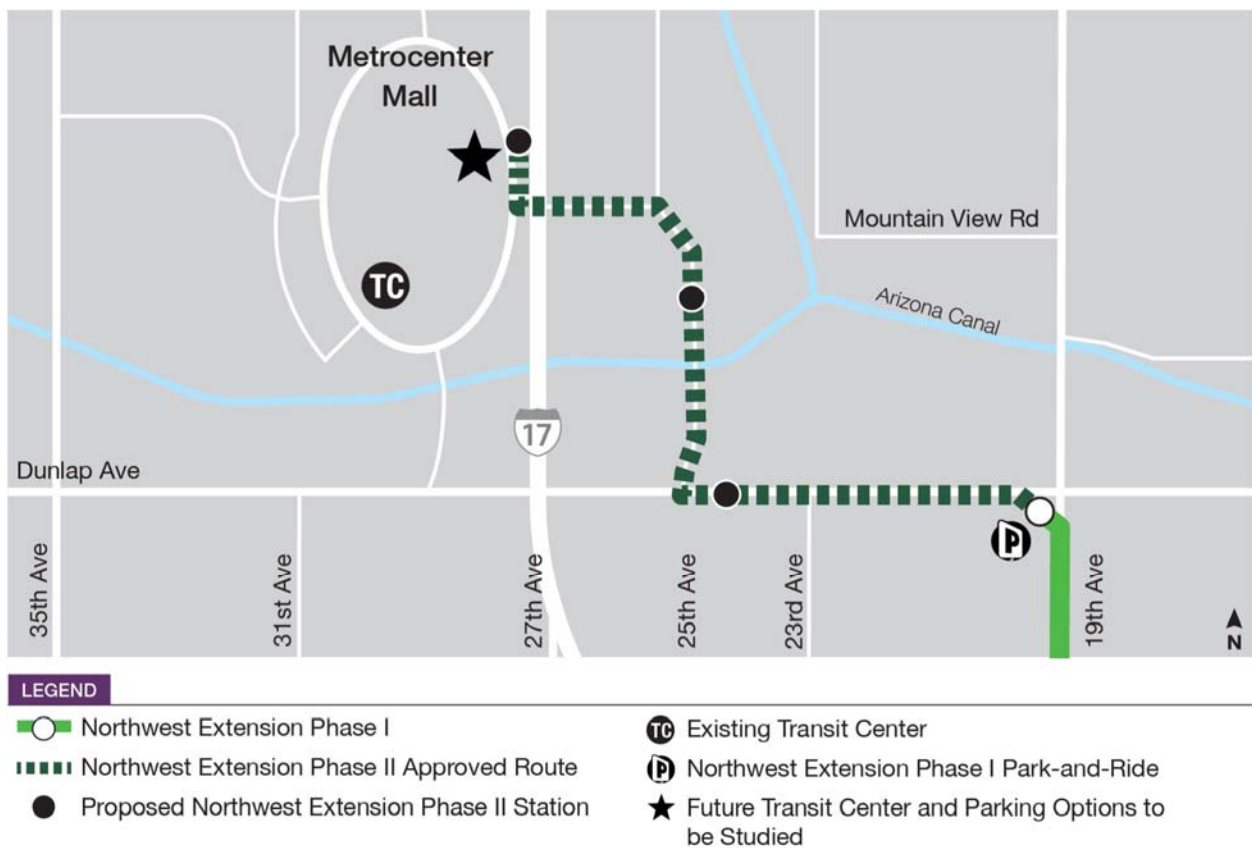 Metrocenter
Mall
Mountain View Rd
TC
Arizona Canal
17
Dunlap Ave
P
35th Ave
31st Ave
27th Ave
25th Ave
23rd Ave
19th Ave
N
LEGEND
Northwest Extension Phase I
Northwest Extension Phase II Approved Route
Proposed Northwest Extension Phase II Station
TC Existing Transit Center
P Northwest Extension Phase I Park-and-Ride
Future Transit Center and Parking Options to
be Studied